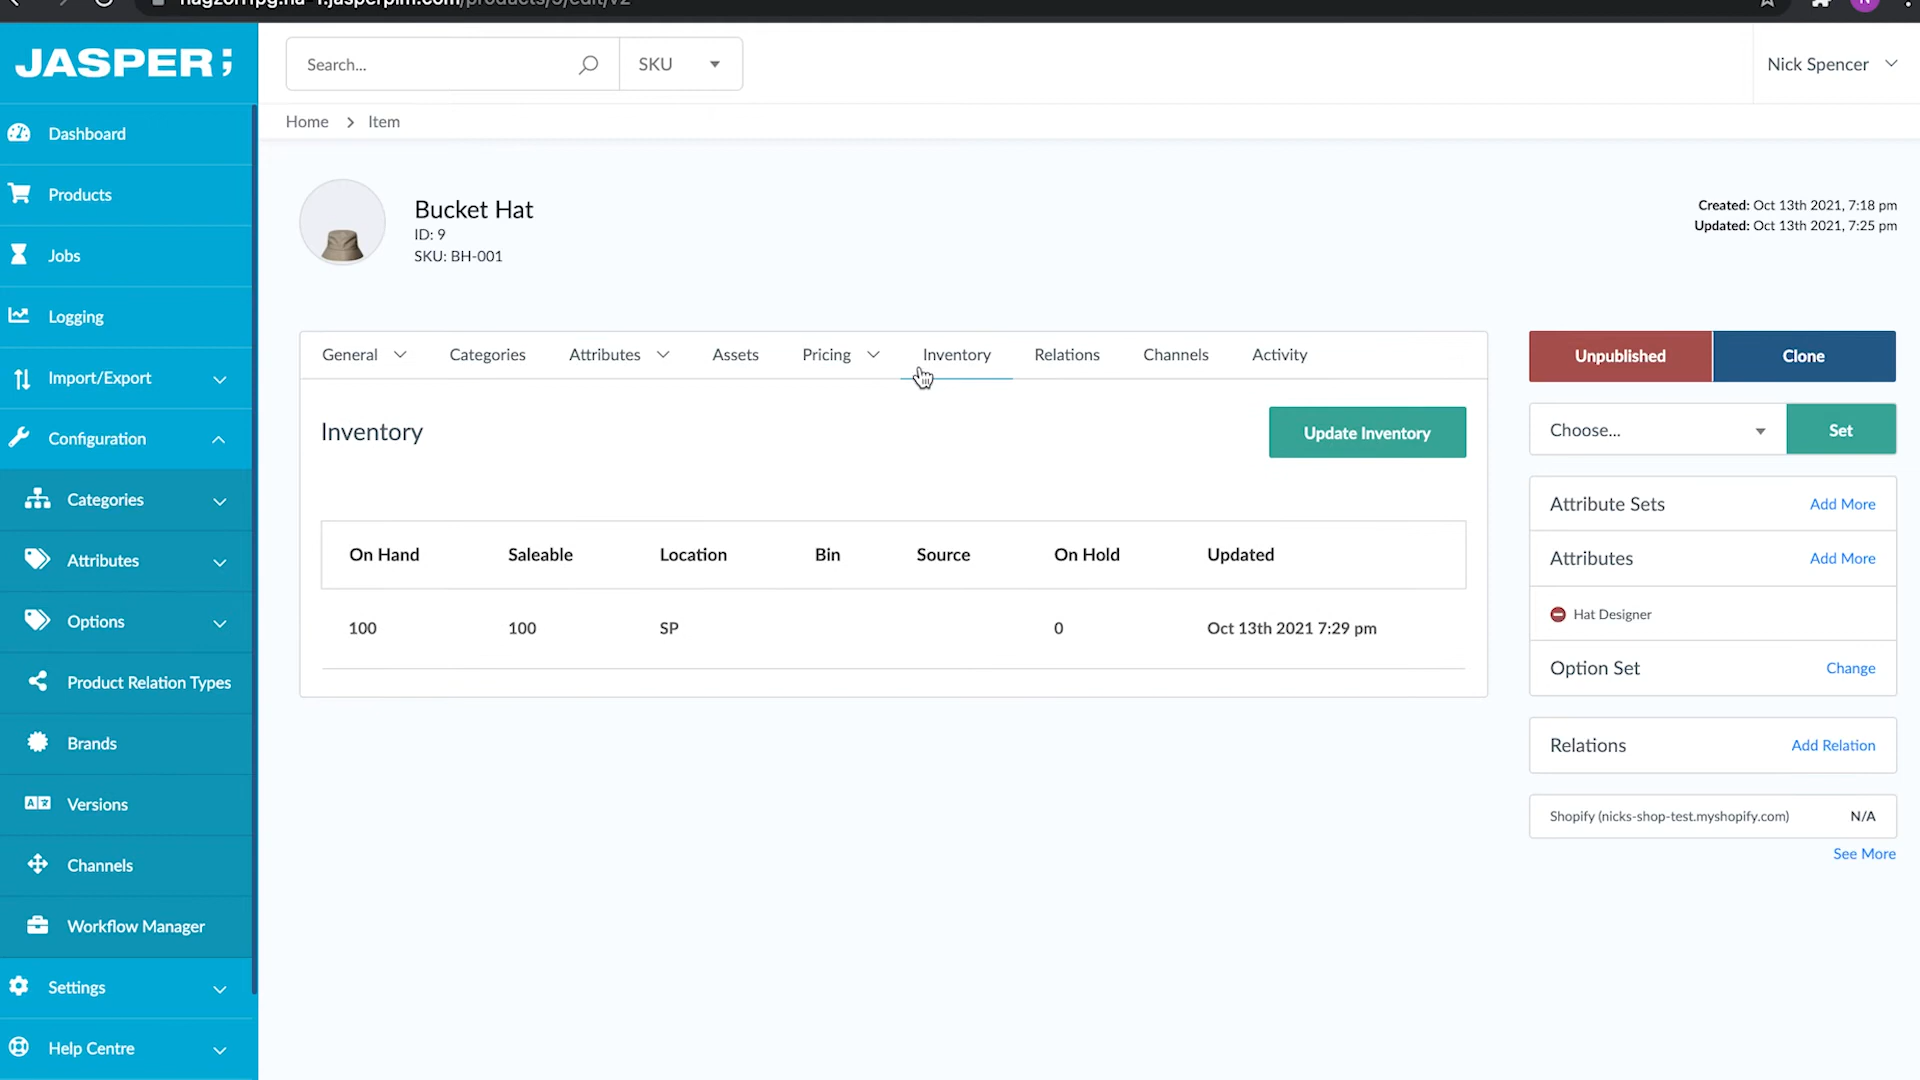 JASPER;
Search...
SKU
Nick Spencer
Home > Item
Dashboard
Products
Jobs
Logging
Import/Export
Configuration
Categories
Attributes
Options
Product Relation Types
Brands
Versions
Channels
Workflow Manager
Settings
Help Centre
Bucket Hat
ID: 9
SKU: BH-001
Created: Oct 13th 2021, 7:18 pm
Updated: Oct 13th 2021, 7:25 pm
General Categories Attributes Assets Pricing Inventory Relations Channels Activity
Inventory
Update Inventory
On Hand Saleable Location Bin Source On Hold Updated
100 100 SP 0 Oct 13th 2021 7:29 pm
Unpublished
Clone
Choose...
Set
Attribute Sets Add More
Attributes Add More
Hat Designer
Option Set Change
Relations Add Relation
Shopify (nicks-shop-test.myshopify.com) N/A
See More